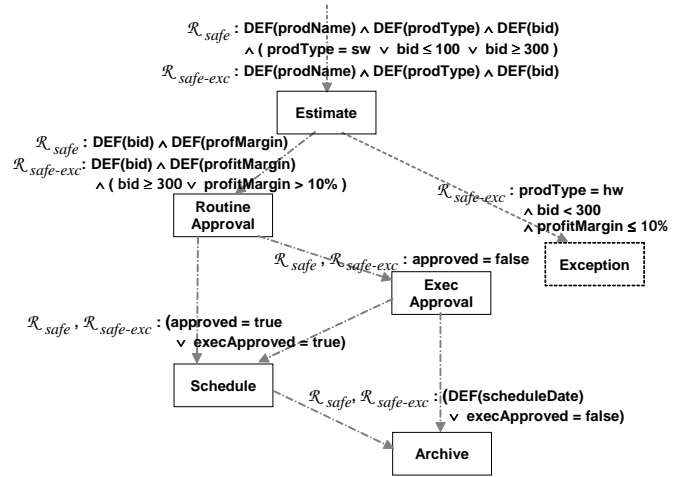 ℛ safe : DEF(prodName) ∧ DEF(prodType) ∧ DEF(bid)
∧ ( prodType = sw ∨ bid ≤ 100 ∨ bid ≥ 300 )
ℛ safe-exc : DEF(prodName) ∧ DEF(prodType) ∧ DEF(bid)
Estimate
ℛ safe : DEF(bid) ∧ DEF(profMargin)
ℛ safe-exc : DEF(bid) ∧ DEF(profitMargin)
∧ ( bid ≥ 300 ∨ profitMargin > 10% )
ℛ safe-exc : prodType = hw
∧ bid < 300
∧ profitMargin ≤ 10%
Routine
Approval
Exception
ℛ safe , ℛ safe-exc : approved = false
Exec
Approval
ℛ safe , ℛ safe-exc : (approved = true
∨ execApproved = true)
Schedule
ℛ safe, ℛ safe-exc : (DEF(scheduleDate)
∨ execApproved = false)
Archive